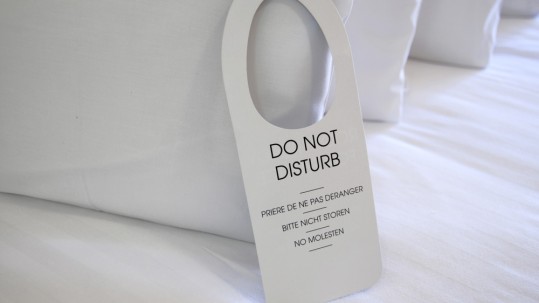 DO NOT
DISTURB
PRIERE DE NE PAS DERANGER
BITTE NICHT STOREN
NO MOLESTEN